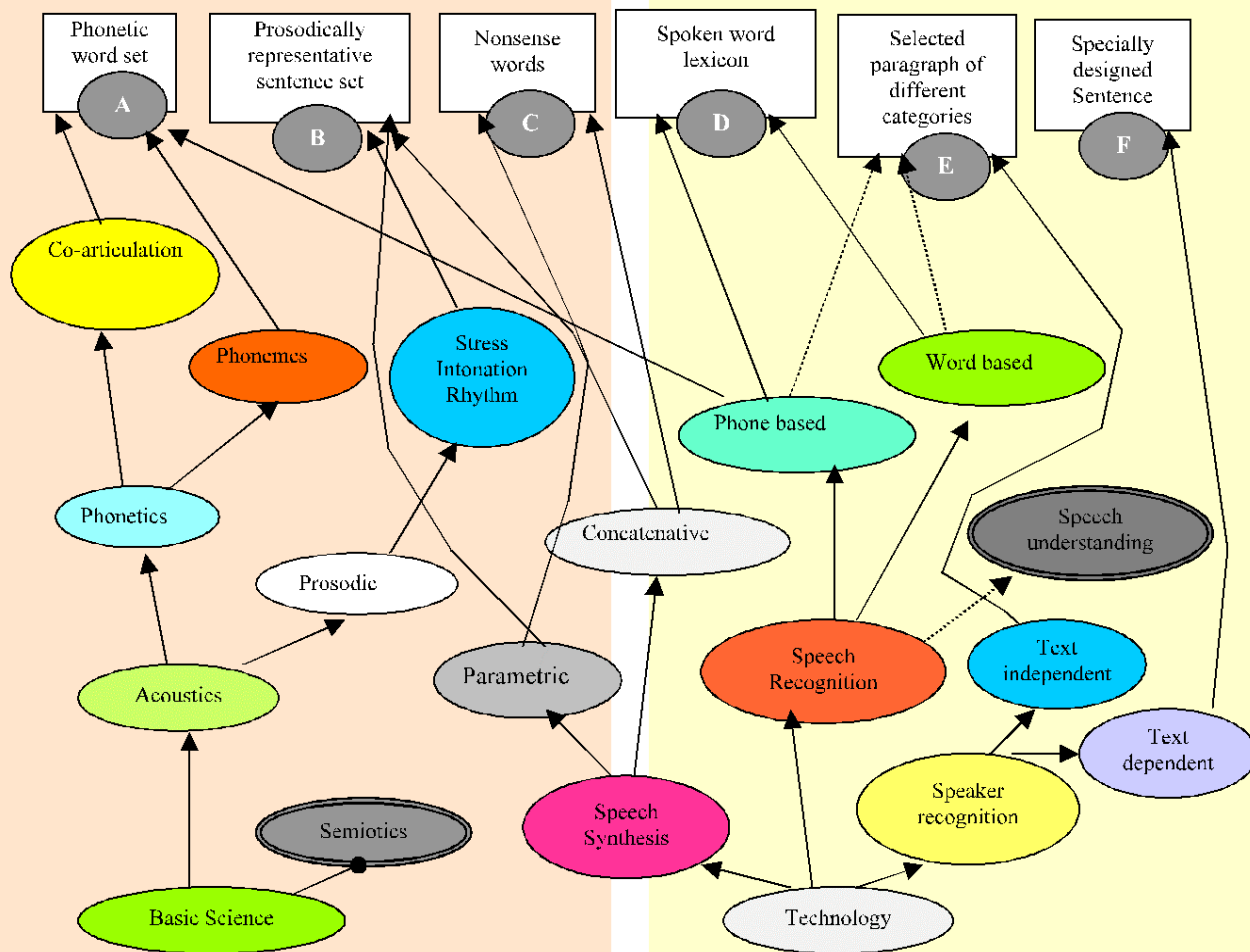 Phonetic
word set
A
Prosodically
representative
sentence set
B
Nonsense
words
C
Spoken word
lexicon
D
Selected
paragraph of
different
categories
E
Specially
designed
Sentence
F
Co-articulation
Phonemes
Stress
Intonation
Rhythm
Word based
Phone based
Phonetics
Concatenative
Speech
understanding
Prosodic
Acoustics
Parametric
Speech
Recognition
Text
independent
Text
dependent
Semiotics
Speech
Synthesis
Speaker
recognition
Basic Science
Technology